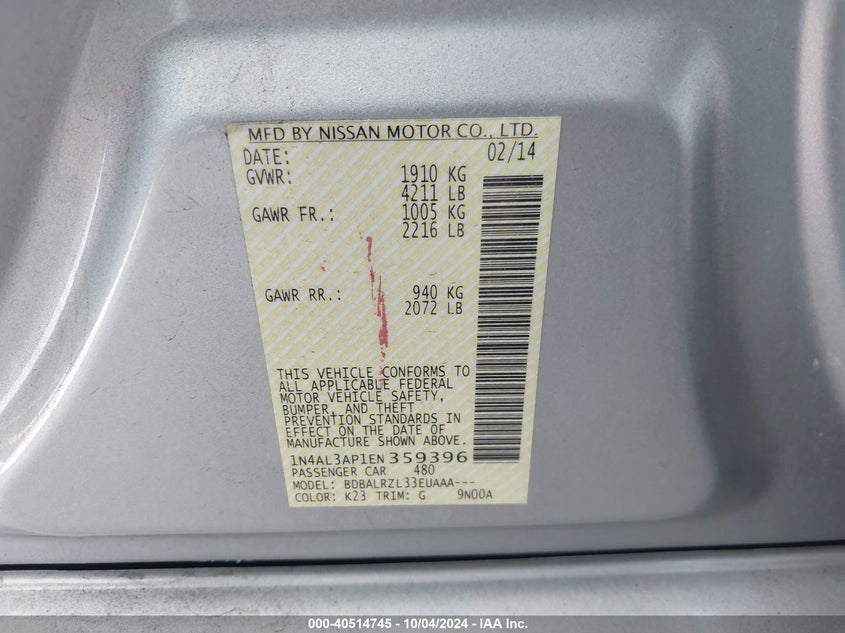 MFD BY NISSAN MOTOR CO., LTD.
DATE: 02/14
GVWR: 1910 KG
4211 LB
GAWR FR.: 1005 KG
2216 LB
GAWR RR.: 940 KG
2072 LB
THIS VEHICLE CONFORMS TO
ALL APPLICABLE FEDERAL
MOTOR VEHICLE SAFETY,
BUMPER, AND THEFT
PREVENTION STANDARDS IN
EFFECT ON THE DATE OF
MANUFACTURE SHOWN ABOVE.
1N4AL3AP1EN359396
PASSENGER CAR 480
MODEL: BDBALRZL33EUAAA---
COLOR: K23 TRIM: G 9N00A
000-40514745 - 10/04/2024 - IAA Inc.